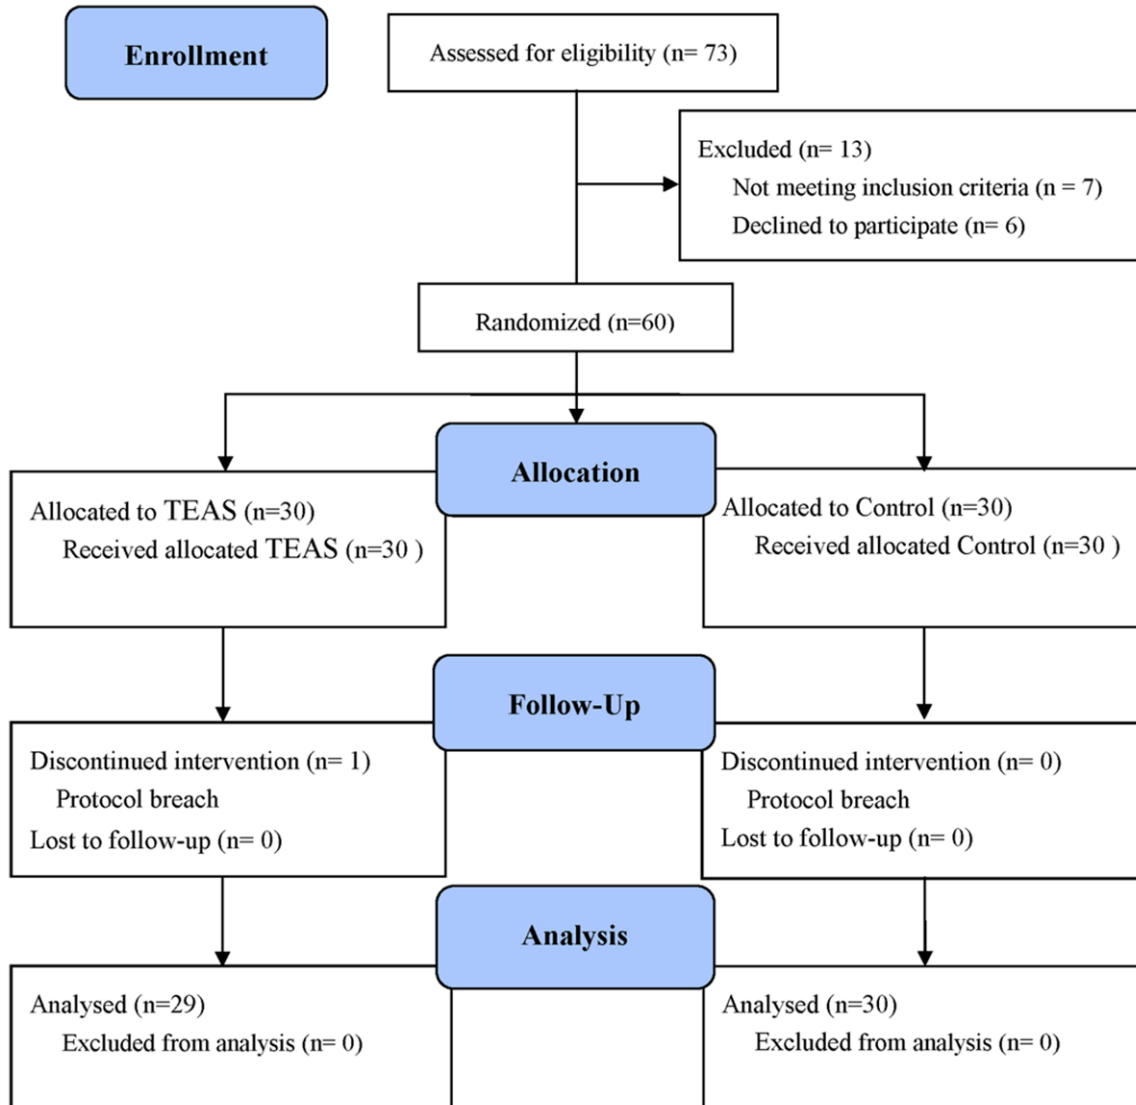 Enrollment
Assessed for eligibility (n= 73)
Excluded (n= 13)
Not meeting inclusion criteria (n = 7)
Declined to participate (n= 6)
Randomized (n=60)
Allocation
Allocated to TEAS (n=30)
Received allocated TEAS (n=30 )
Allocated to Control (n=30)
Received allocated Control (n=30 )
Follow-Up
Discontinued intervention (n= 1)
Protocol breach
Lost to follow-up (n= 0)
Discontinued intervention (n= 0)
Protocol breach
Lost to follow-up (n= 0)
Analysis
Analysed (n=29)
Excluded from analysis (n= 0)
Analysed (n=30)
Excluded from analysis (n= 0)